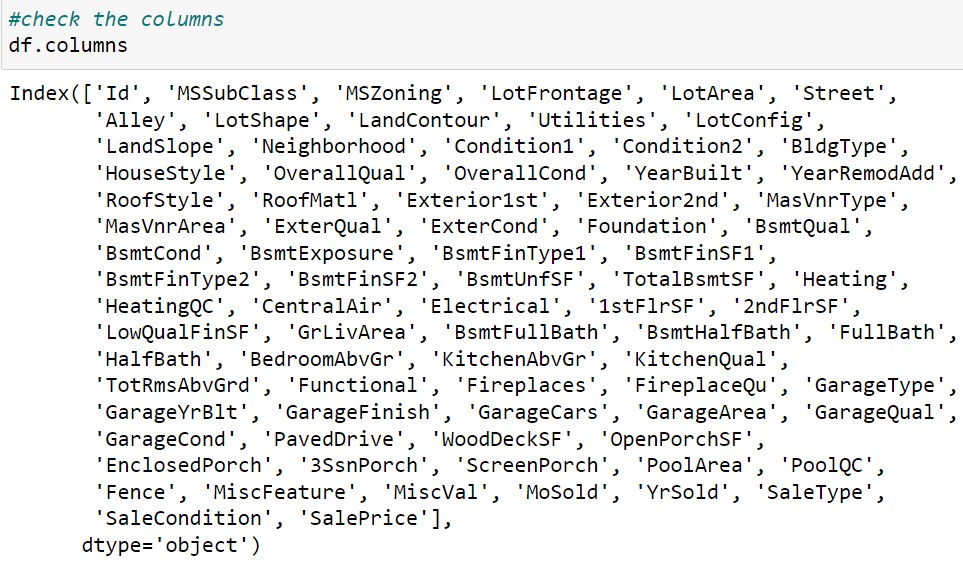 #check the columns
df.columns
Index(['Id', 'MSSubClass', 'MSZoning', 'LotFrontage', 'LotArea', 'Street',
'Alley', 'LotShape', 'LandContour', 'Utilities', 'LotConfig',
'LandSlope', 'Neighborhood', 'Condition1', 'Condition2', 'BldgType',
'HouseStyle', 'OverallQual', 'OverallCond', 'YearBuilt', 'YearRemodAdd',
'RoofStyle', 'RoofMatl', 'Exterior1st', 'Exterior2nd', 'MasVnrType',
'MasVnrArea', 'ExterQual', 'ExterCond', 'Foundation', 'BsmtQual',
'BsmtCond', 'BsmtExposure', 'BsmtFinType1', 'BsmtFinSF1',
'BsmtFinType2', 'BsmtFinSF2', 'BsmtUnfSF', 'TotalBsmtSF', 'Heating',
'HeatingQC', 'CentralAir', 'Electrical', '1stFlrSF', '2ndFlrSF',
'LowQualFinSF', 'GrLivArea', 'BsmtFullBath', 'BsmtHalfBath', 'FullBath',
'HalfBath', 'BedroomAbvGr', 'KitchenAbvGr', 'KitchenQual',
'TotRmsAbvGrd', 'Functional', 'Fireplaces', 'FireplaceQu', 'GarageType',
'GarageYrBlt', 'GarageFinish', 'GarageCars', 'GarageArea', 'GarageQual',
'GarageCond', 'PavedDrive', 'WoodDeckSF', 'OpenPorchSF',
'EnclosedPorch', '3SsnPorch', 'ScreenPorch', 'PoolArea', 'PoolQC',
'Fence', 'MiscFeature', 'MiscVal', 'MoSold', 'YrSold', 'SaleType',
'SaleCondition', 'SalePrice'],
dtype='object')